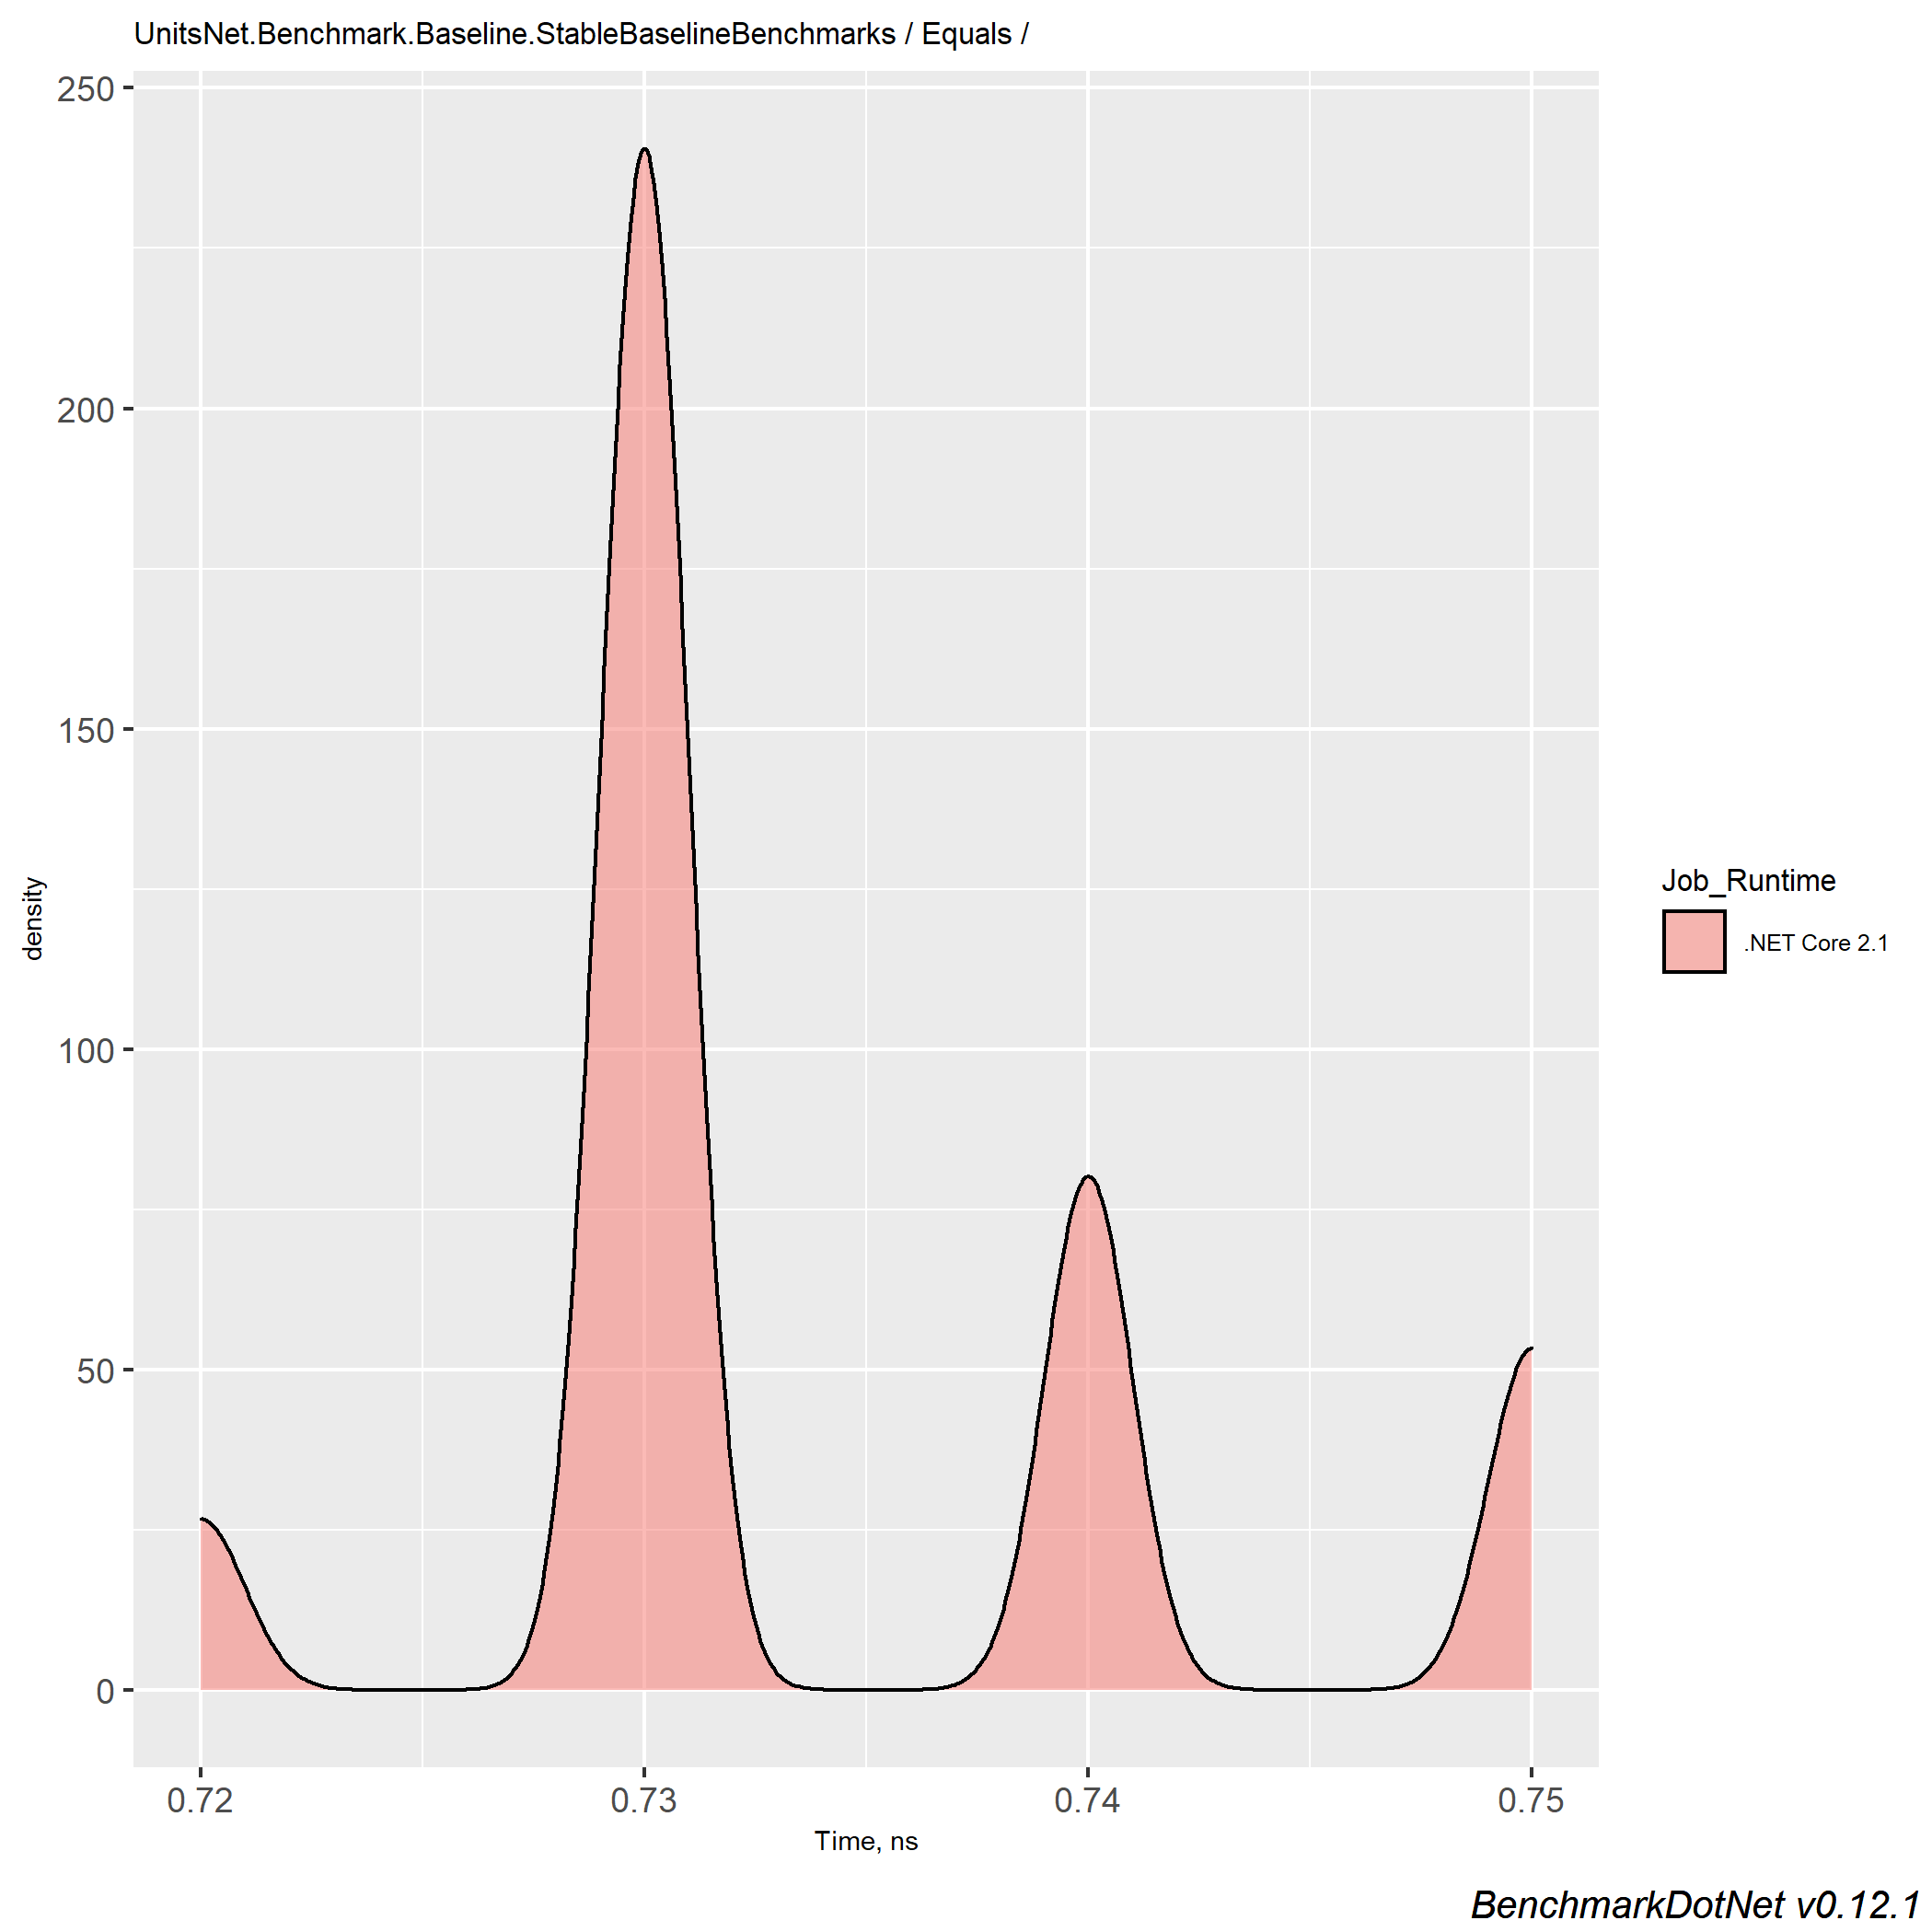 UnitsNet.Benchmark.Baseline.StableBaselineBenchmarks / Equals /
250
200
150
100
50
0
density
0.72 0.73 0.74 0.75
Time, ns
Job_Runtime
.NET Core 2.1
BenchmarkDotNet v0.12.1